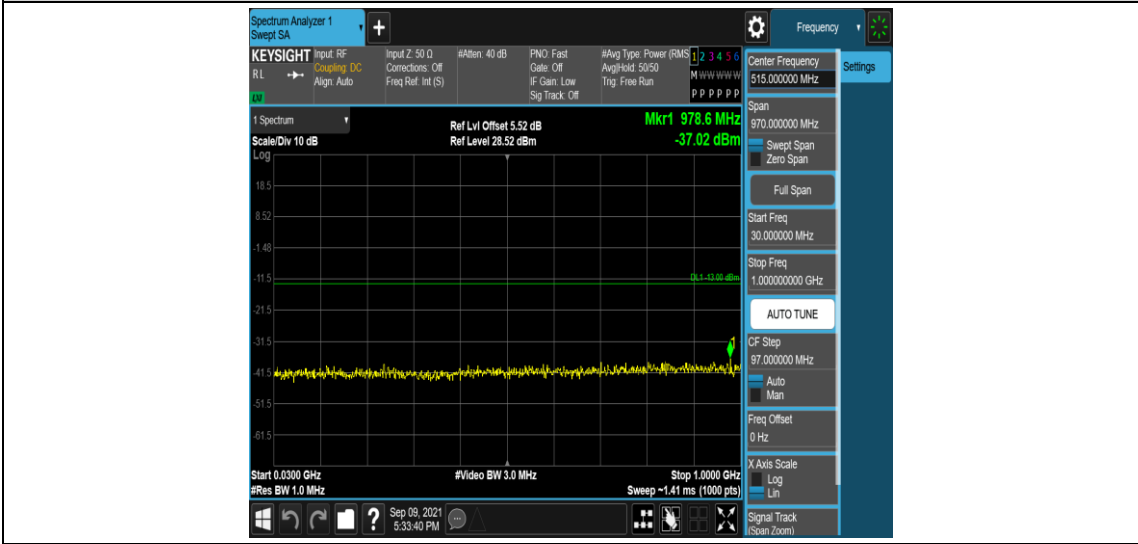 Spectrum Analyzer 1
Swept SA
Frequency
KEYSIGHT
RL
LM
Input: RF
Coupling: DC
Align: Auto
Input Z: 50 Ω
Corrections: Off
Freq Ref: Int (S)
#Atten: 40 dB
PNO: Fast
Gate: Off
IF Gain: Low
Sig Track: Off
#Avg Type: Power (RMS
Avg|Hold: 50/50
Trig: Free Run
1 2 3 4 5 6
M W W W W W
P P P P P P
1 Spectrum
Scale/Div 10 dB
Log
Ref Lvl Offset 5.52 dB
Ref Level 28.52 dBm
Mkr1 978.6 MHz
-37.02 dBm
18.5
8.52
-1.48
-11.5
DL1 -13.00 dBm
-21.5
-31.5
1
-41.5
-51.5
-61.5
Start 0.0300 GHz
#Res BW 1.0 MHz
#Video BW 3.0 MHz
Stop 1.0000 GHz
Sweep ~1.41 ms (1000 pts)
?
Sep 09, 2021
5:33:40 PM
Center Frequency
515.000000 MHz
Settings
Span
970.000000 MHz
Swept Span
Zero Span
Full Span
Start Freq
30.000000 MHz
Stop Freq
1.000000000 GHz
AUTO TUNE
CF Step
97.000000 MHz
Auto
Man
Freq Offset
0 Hz
X Axis Scale
Log
Lin
Signal Track
(Span Zoom)